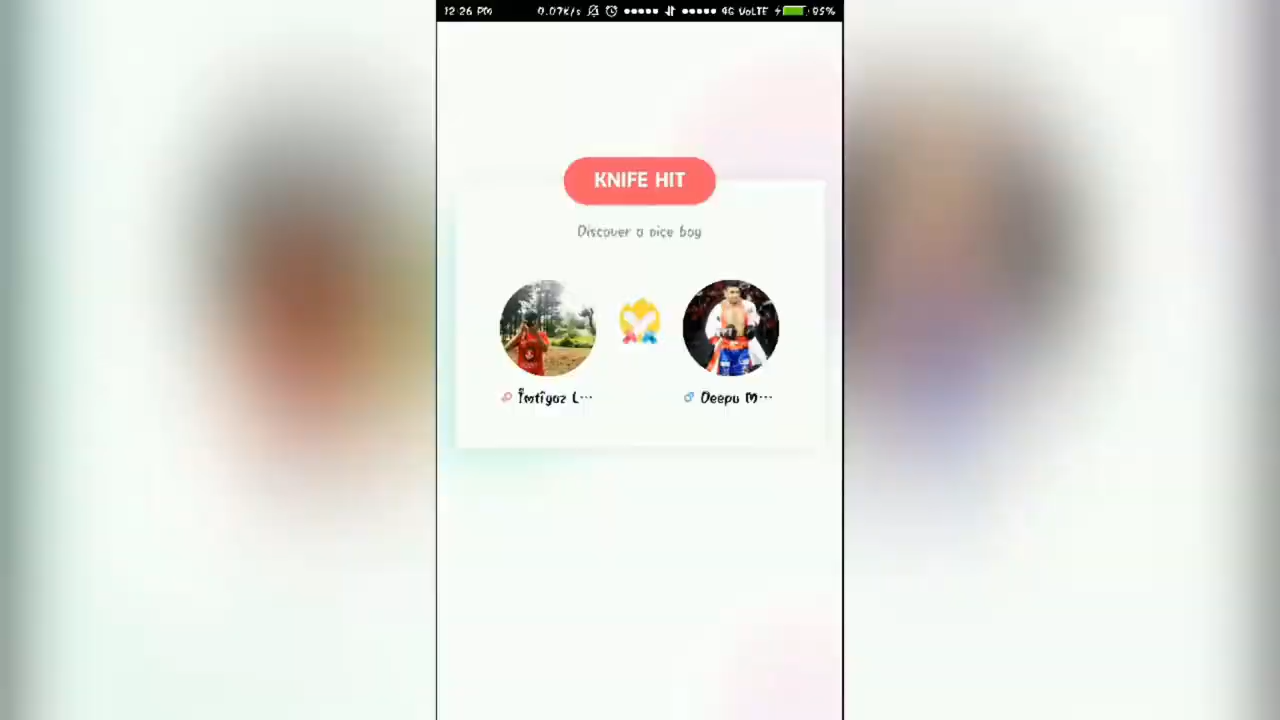 12:26 PM 0.07K/s 4G VoLTE 95%
KNIFE HIT
Discover a nice boy
Deepu M···